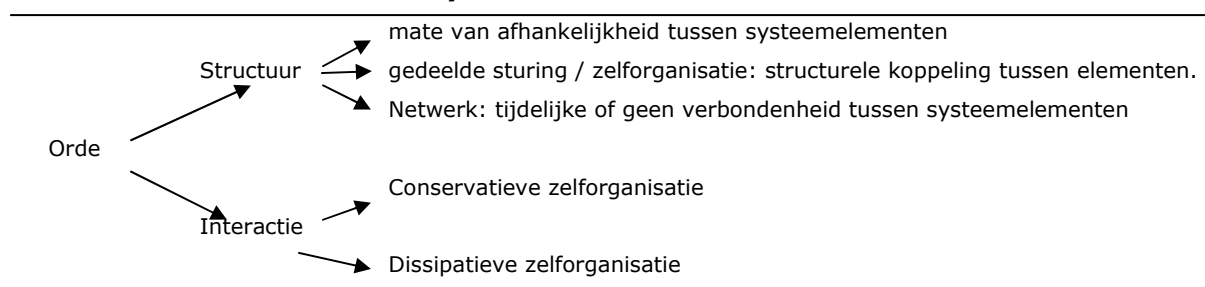 mate van afhankelijkheid tussen systeemelementen
Structuur
gedeelde sturing / zelforganisatie: structurele koppeling tussen elementen.
Netwerk: tijdelijke of geen verbondenheid tussen systeemelementen
Orde
Conservatieve zelforganisatie
Interactie
Dissipatieve zelforganisatie